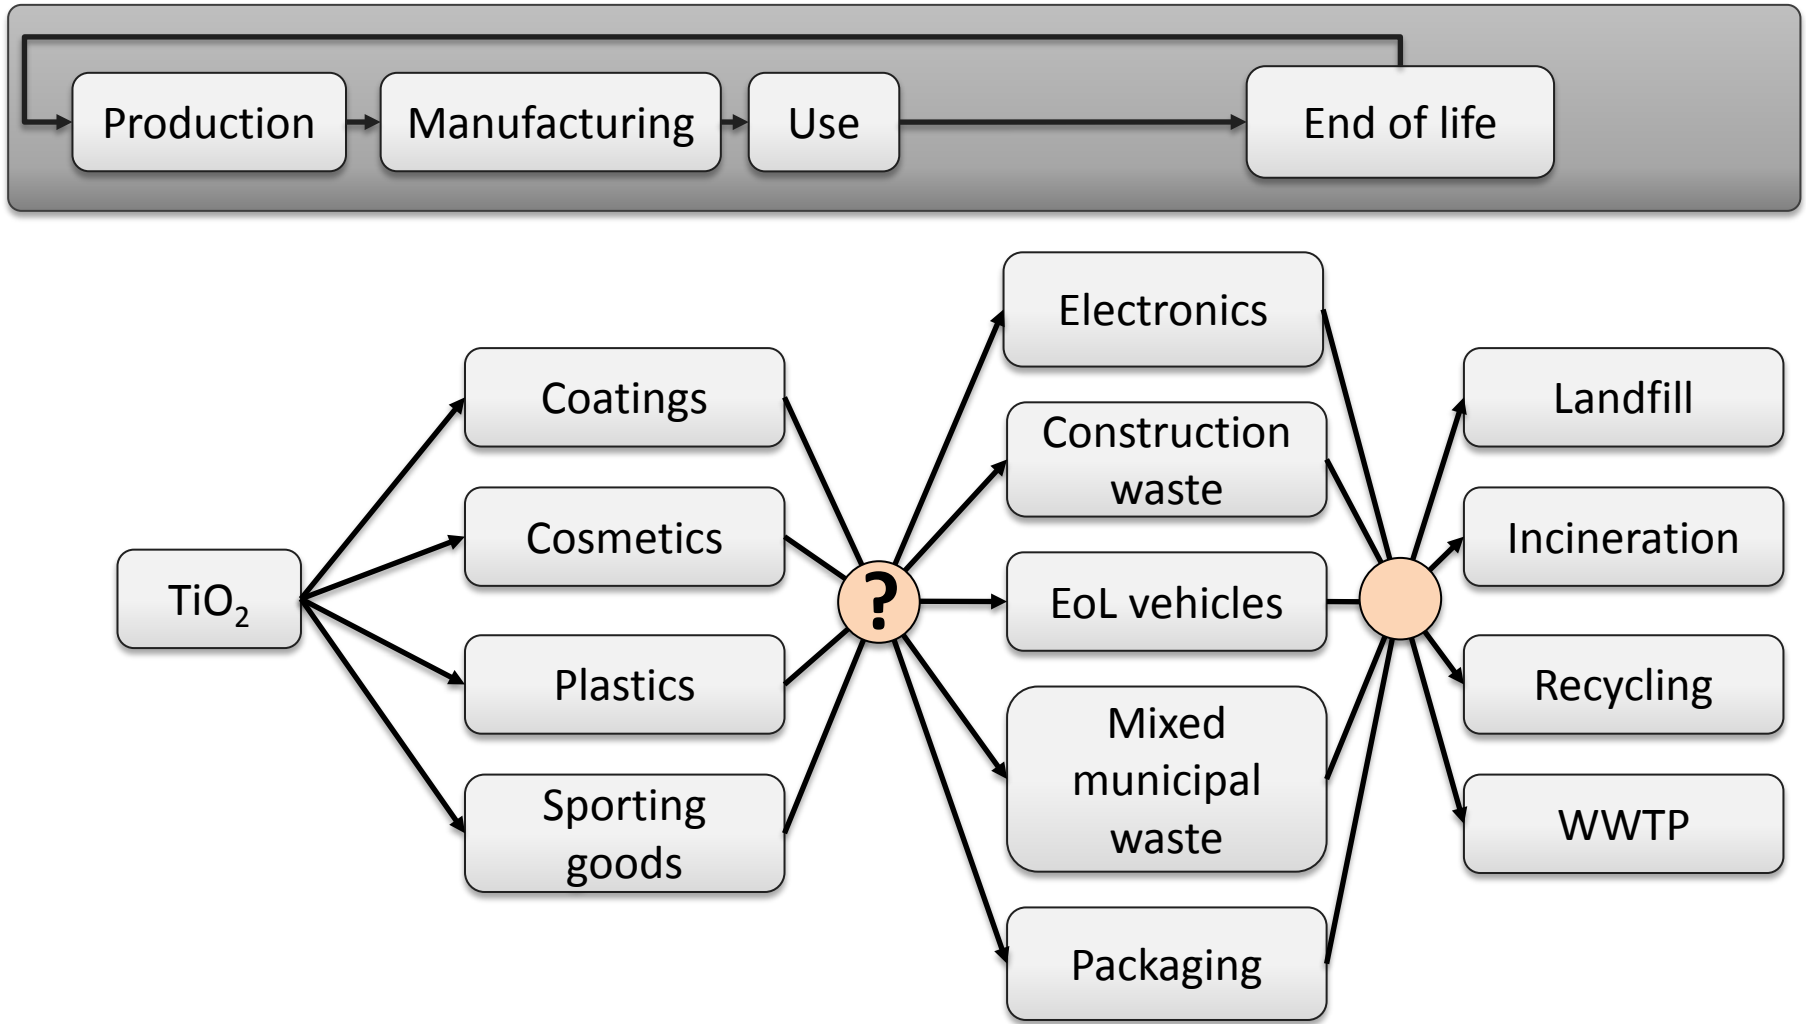 Production
Manufacturing
Use
End of life
TiO₂
Coatings
Cosmetics
Plastics
Sporting
goods
?
Electronics
Construction
waste
EoL vehicles
Mixed
municipal
waste
Packaging
Landfill
Incineration
Recycling
WWTP